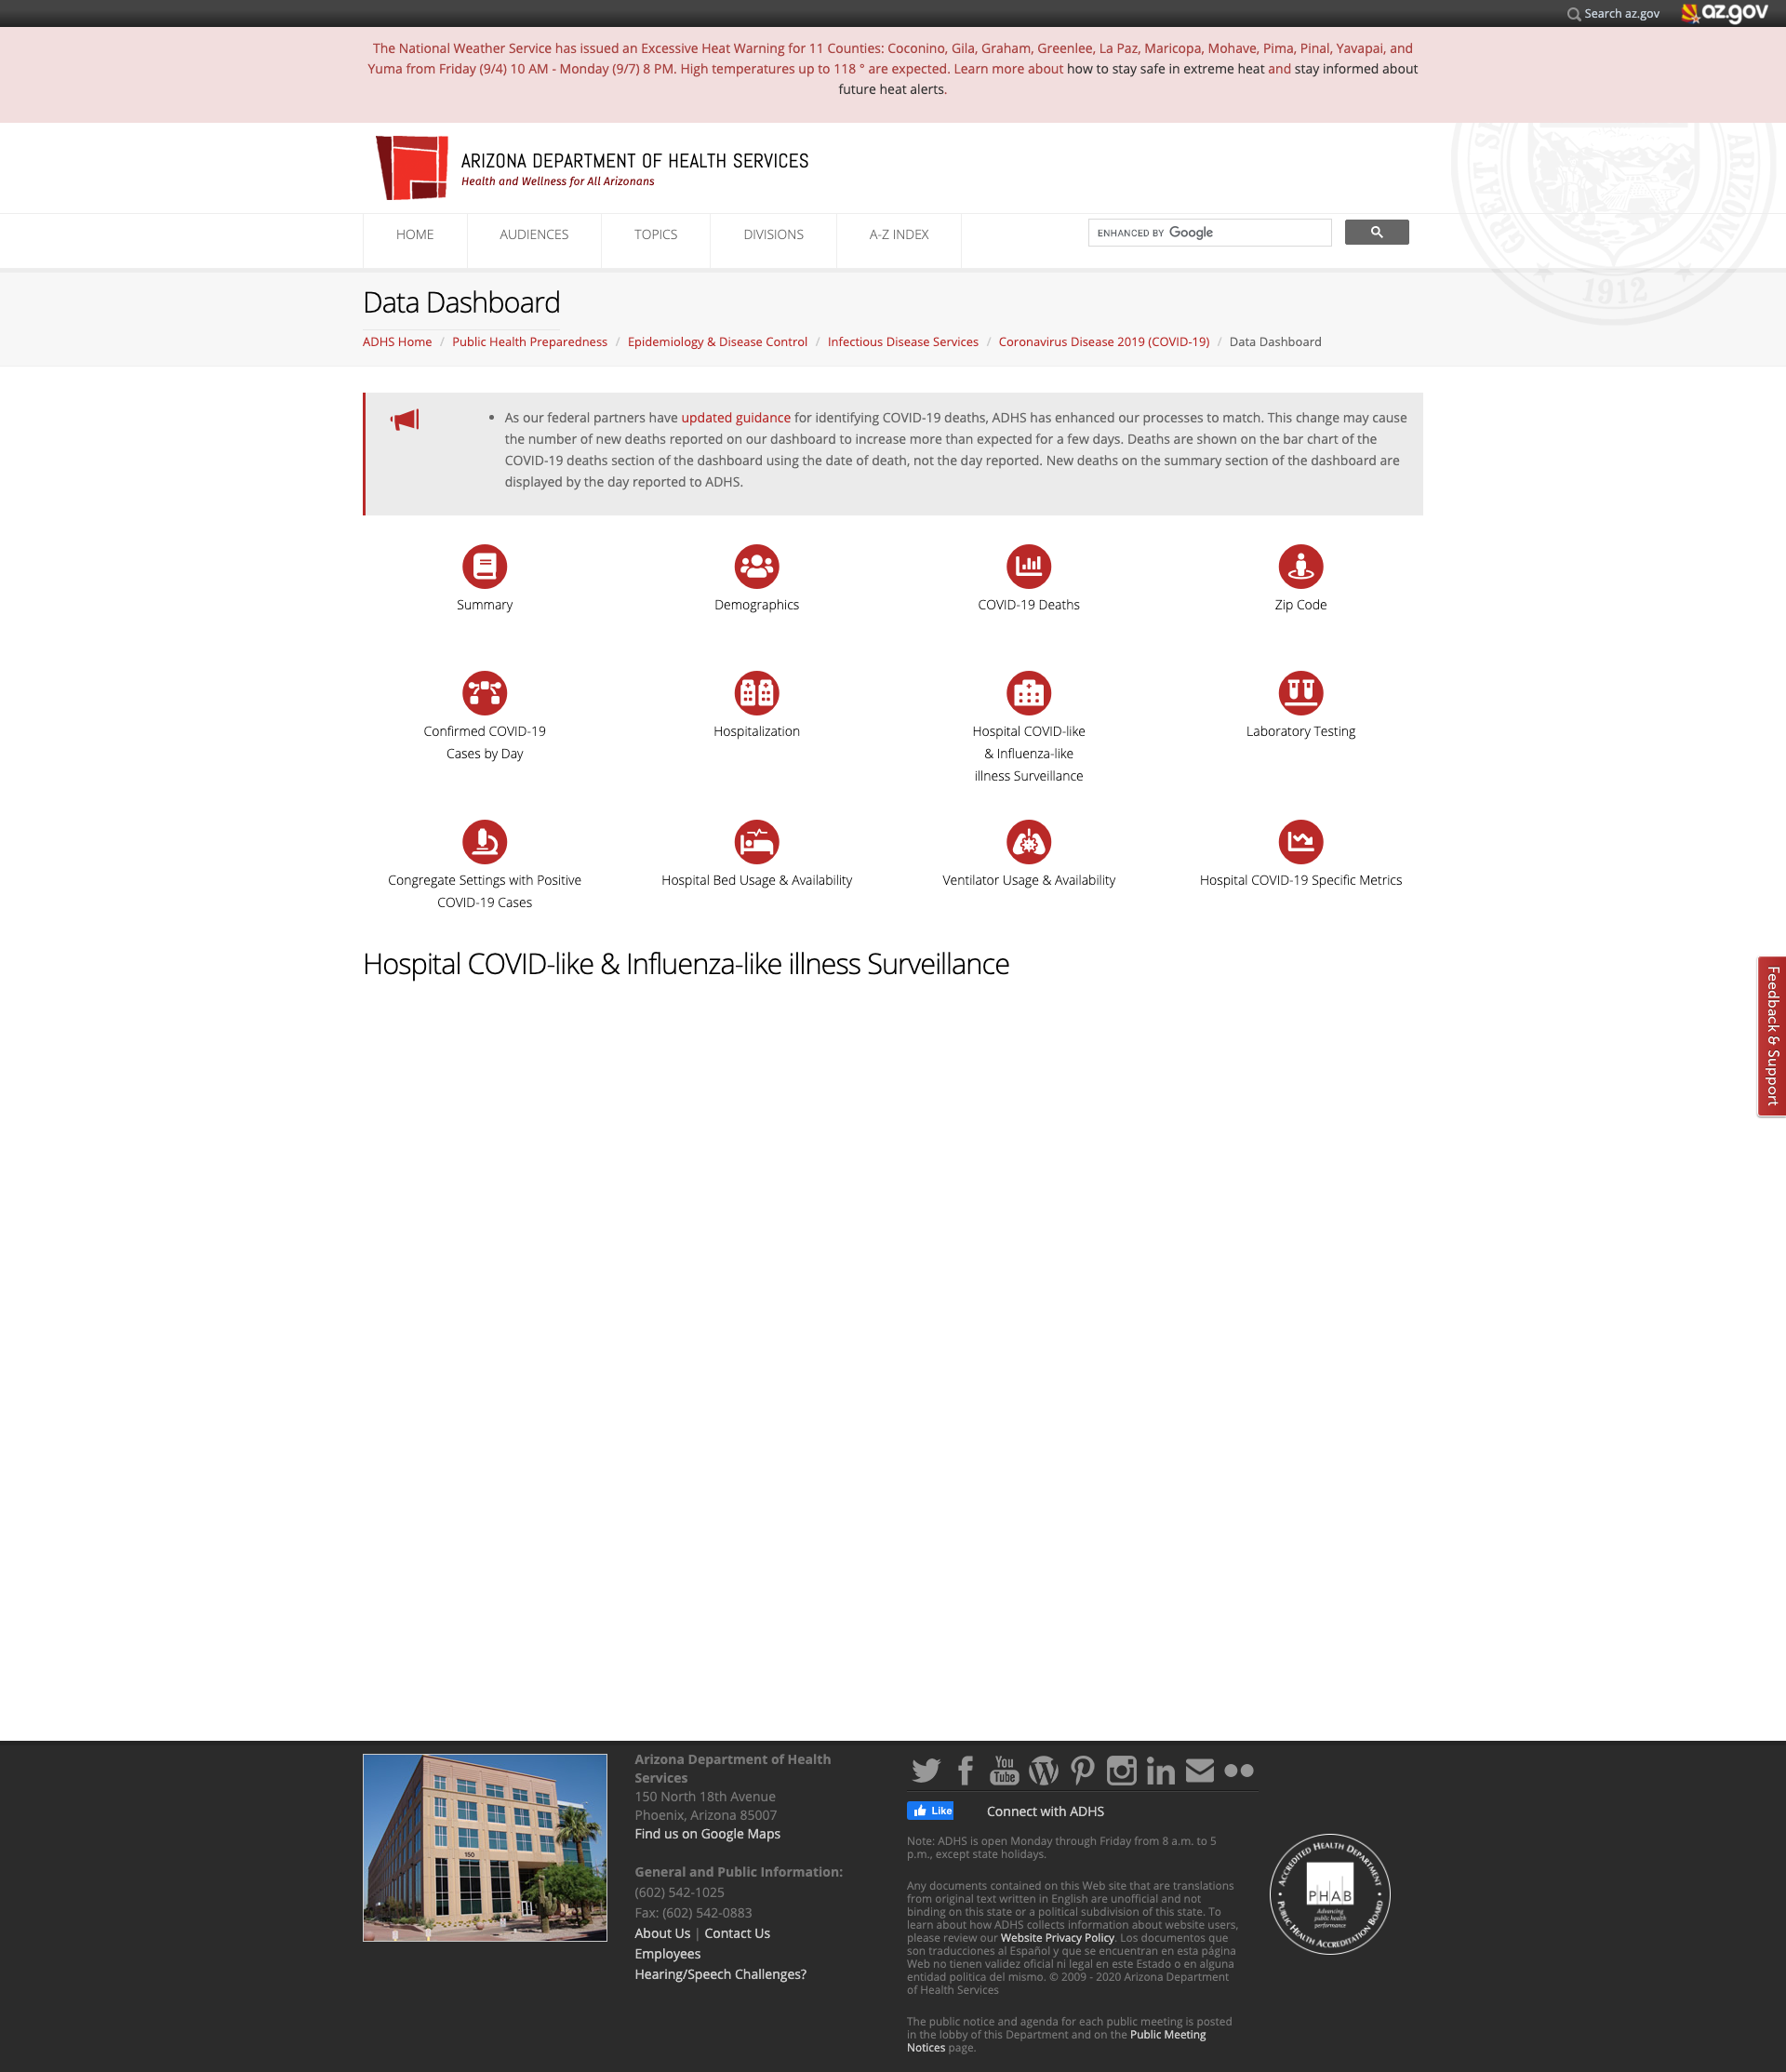 Search az.gov
az.gov
The National Weather Service has issued an Excessive Heat Warning for 11 Counties: Coconino, Gila, Graham, Greenlee, La Paz, Maricopa, Mohave, Pima, Pinal, Yavapai, and
Yuma from Friday (9/4) 10 AM - Monday (9/7) 8 PM. High temperatures up to 118 ° are expected. Learn more about how to stay safe in extreme heat and stay informed about
future heat alerts.
ARIZONA DEPARTMENT OF HEALTH SERVICES
Health and Wellness for All Arizonans
HOME
AUDIENCES
TOPICS
DIVISIONS
A-Z INDEX
ENHANCED BY Google
GREAT S
ARIZONA
1912
Data Dashboard
ADHS Home / Public Health Preparedness / Epidemiology & Disease Control / Infectious Disease Services / Coronavirus Disease 2019 (COVID-19) / Data Dashboard
• As our federal partners have updated guidance for identifying COVID-19 deaths, ADHS has enhanced our processes to match. This change may cause
the number of new deaths reported on our dashboard to increase more than expected for a few days. Deaths are shown on the bar chart of the
COVID-19 deaths section of the dashboard using the date of death, not the day reported. New deaths on the summary section of the dashboard are
displayed by the day reported to ADHS.
Summary
Demographics
COVID-19 Deaths
Zip Code
Confirmed COVID-19
Cases by Day
Hospitalization
Hospital COVID-like
& Influenza-like
illness Surveillance
Laboratory Testing
Congregate Settings with Positive
COVID-19 Cases
Hospital Bed Usage & Availability
Ventilator Usage & Availability
Hospital COVID-19 Specific Metrics
Hospital COVID-like & Influenza-like illness Surveillance
Feedback & Support
150
Arizona Department of Health
Services
150 North 18th Avenue
Phoenix, Arizona 85007
Find us on Google Maps
General and Public Information:
(602) 542-1025
Fax: (602) 542-0883
About Us | Contact Us
Employees
Hearing/Speech Challenges?
You Tube
Like
Connect with ADHS
Note: ADHS is open Monday through Friday from 8 a.m. to 5
p.m., except state holidays.
Any documents contained on this Web site that are translations
from original text written in English are unofficial and not
binding on this state or a political subdivision of this state. To
learn about how ADHS collects information about website users,
please review our Website Privacy Policy. Los documentos que
son traducciones al Español y que se encuentran en esta página
Web no tienen validez oficial ni legal en este Estado o en alguna
entidad politica del mismo. © 2009 - 2020 Arizona Department
of Health Services
The public notice and agenda for each public meeting is posted
in the lobby of this Department and on the Public Meeting
Notices page.
ACCREDITED HEALTH DEPARTMENT
PHAB
Advancing
public health
performance
PUBLIC HEALTH ACCREDITATION BOARD